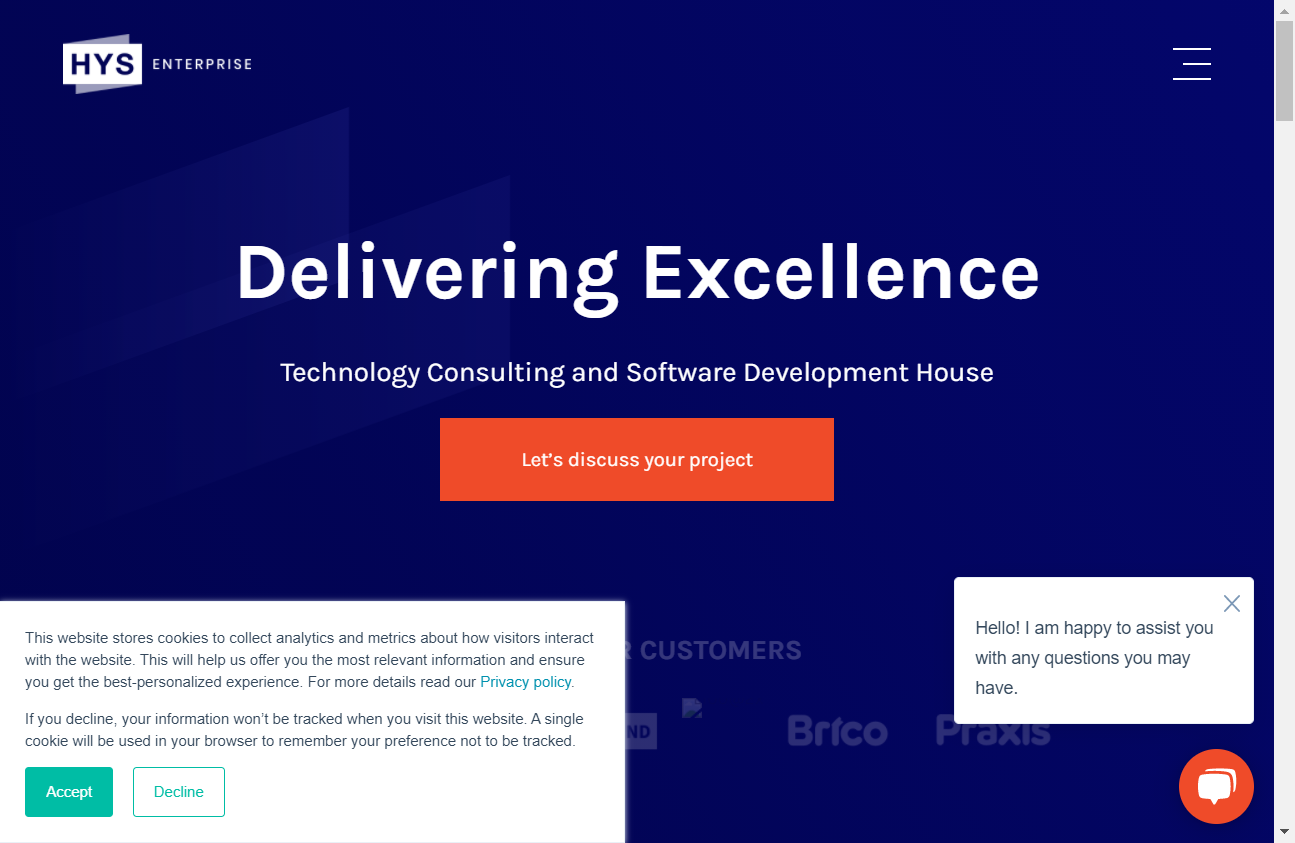 HYS ENTERPRISE
Delivering Excellence
Technology Consulting and Software Development House
Let’s discuss your project
CUSTOMERS
Brico
Praxis
Hello! I am happy to assist you
with any questions you may
have.
This website stores cookies to collect analytics and metrics about how visitors interact
with the website. This will help us offer you the most relevant information and ensure
you get the best-personalized experience. For more details read our Privacy policy.
If you decline, your information won’t be tracked when you visit this website. A single
cookie will be used in your browser to remember your preference not to be tracked.
Accept
Decline